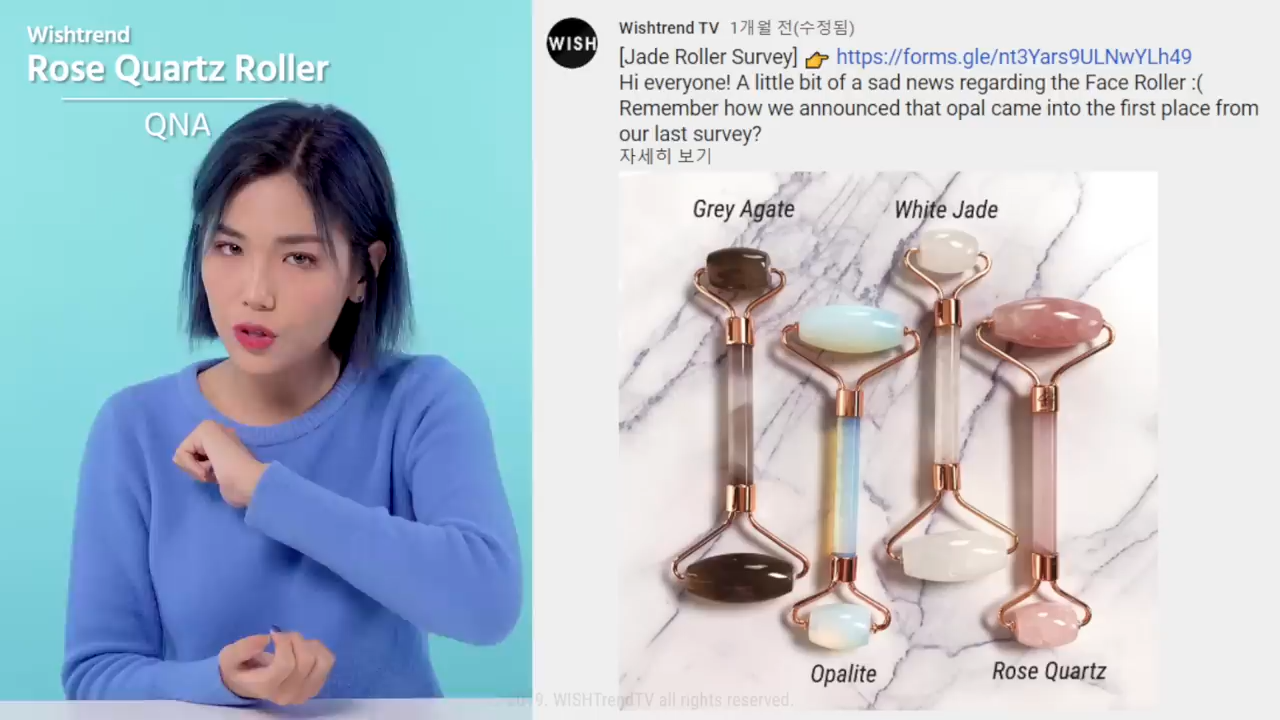 Wishtrend
Rose Quartz Roller
QNA
WISH
Wishtrend TV 1개월 전(수정됨)
[Jade Roller Survey] 👉 https://forms.gle/nt3Yars9ULNwYLh49
Hi everyone! A little bit of a sad news regarding the Face Roller :(
Remember how we announced that opal came into the first place from
our last survey?
자세히 보기
Grey Agate
White Jade
Opalite
Rose Quartz
2019. WISHTrendTV all rights reserved.